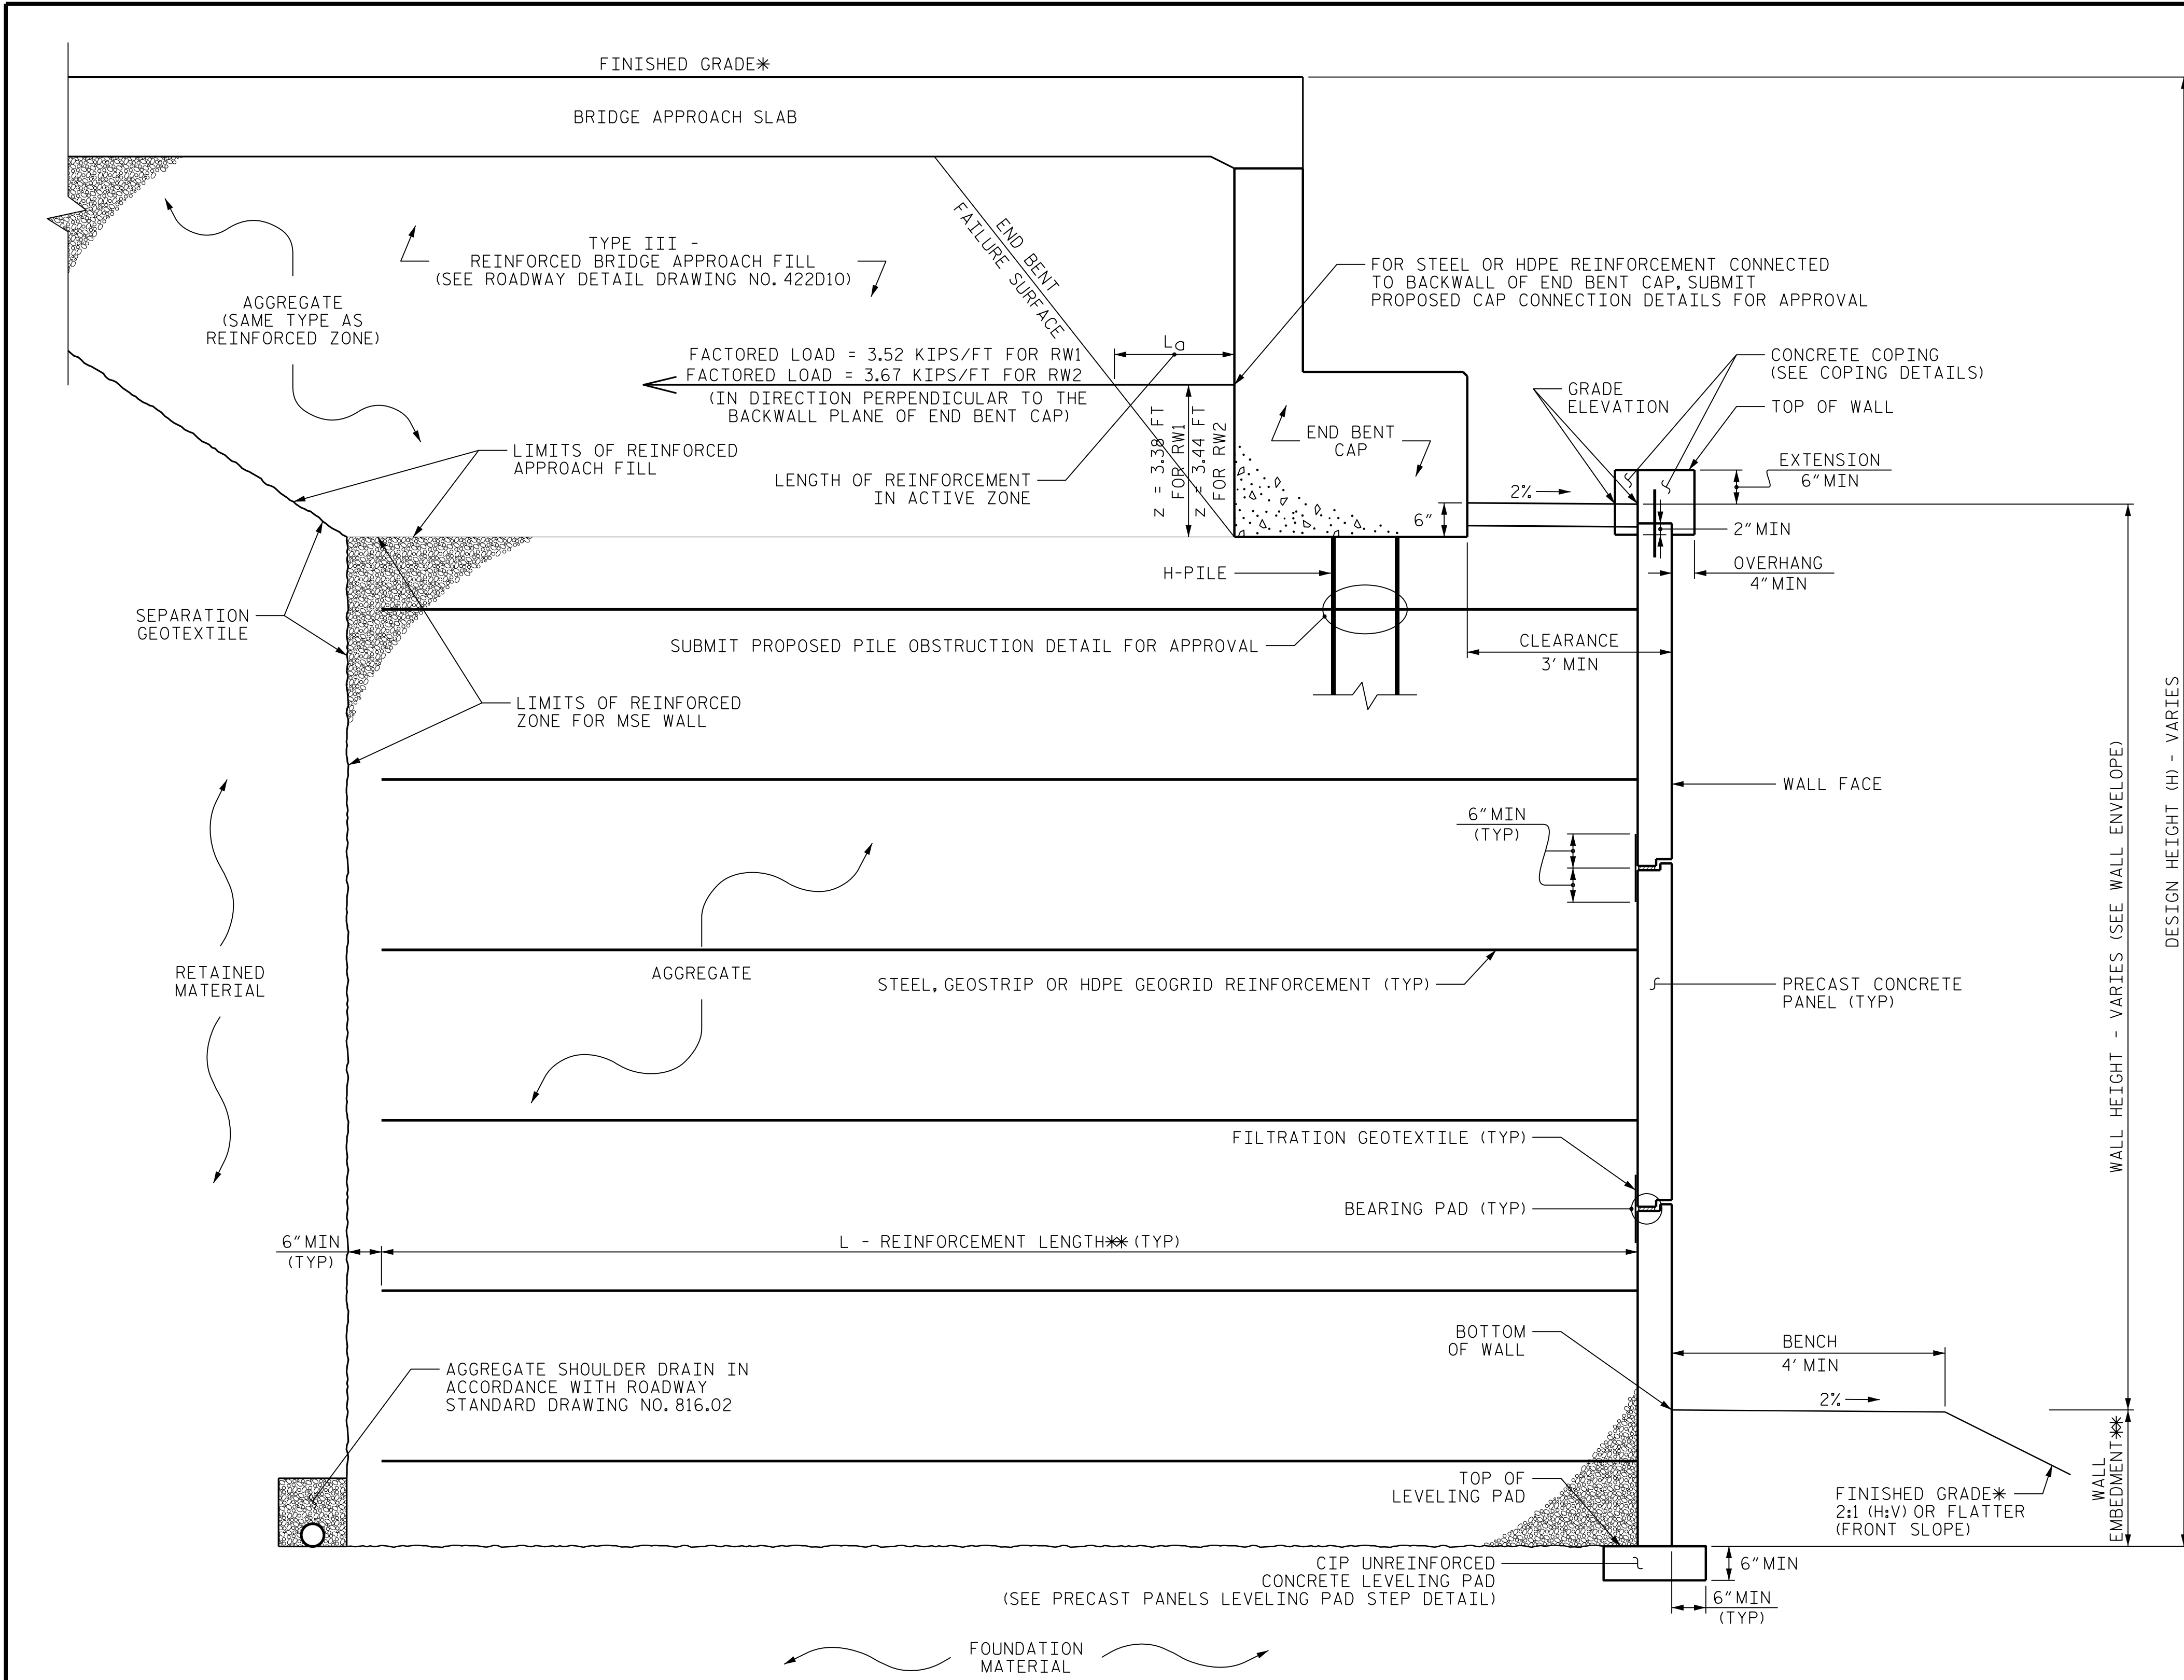 FINISHED GRADE*
BRIDGE APPROACH SLAB
TYPE III -
REINFORCED BRIDGE APPROACH FILL
(SEE ROADWAY DETAIL DRAWING NO. 422D10)
END BENT
FAILURE SURFACE
AGGREGATE
(SAME TYPE AS
REINFORCED ZONE)
FOR STEEL OR HDPE REINFORCEMENT CONNECTED
TO BACKWALL OF END BENT CAP, SUBMIT
PROPOSED CAP CONNECTION DETAILS FOR APPROVAL
La
FACTORED LOAD = 3.52 KIPS/FT FOR RW1
FACTORED LOAD = 3.67 KIPS/FT FOR RW2
(IN DIRECTION PERPENDICULAR TO THE
BACKWALL PLANE OF END BENT CAP)
z = 3.38 FT
FOR RW1
z = 3.44 FT
FOR RW2
CONCRETE COPING
(SEE COPING DETAILS)
GRADE
ELEVATION
TOP OF WALL
END BENT
CAP
LIMITS OF REINFORCED
APPROACH FILL
LENGTH OF REINFORCEMENT
IN ACTIVE ZONE
EXTENSION
6" MIN
2%
6"
2" MIN
H-PILE
OVERHANG
4" MIN
SEPARATION
GEOTEXTILE
SUBMIT PROPOSED PILE OBSTRUCTION DETAIL FOR APPROVAL
CLEARANCE
3' MIN
LIMITS OF REINFORCED
ZONE FOR MSE WALL
WALL FACE
6" MIN
(TYP)
RETAINED
MATERIAL
AGGREGATE
STEEL, GEOSTRIP OR HDPE GEOGRID REINFORCEMENT (TYP)
PRECAST CONCRETE
PANEL (TYP)
WALL HEIGHT - VARIES (SEE WALL ENVELOPE)
DESIGN HEIGHT (H) - VARIES
FILTRATION GEOTEXTILE (TYP)
BEARING PAD (TYP)
6" MIN
(TYP)
L - REINFORCEMENT LENGTH** (TYP)
BOTTOM
OF WALL
BENCH
4' MIN
AGGREGATE SHOULDER DRAIN IN
ACCORDANCE WITH ROADWAY
STANDARD DRAWING NO. 816.02
2%
TOP OF
LEVELING PAD
FINISHED GRADE*
2:1 (H:V) OR FLATTER
(FRONT SLOPE)
WALL
EMBEDMENT**
CIP UNREINFORCED
CONCRETE LEVELING PAD
(SEE PRECAST PANELS LEVELING PAD STEP DETAIL)
6" MIN
6" MIN
(TYP)
FOUNDATION
MATERIAL